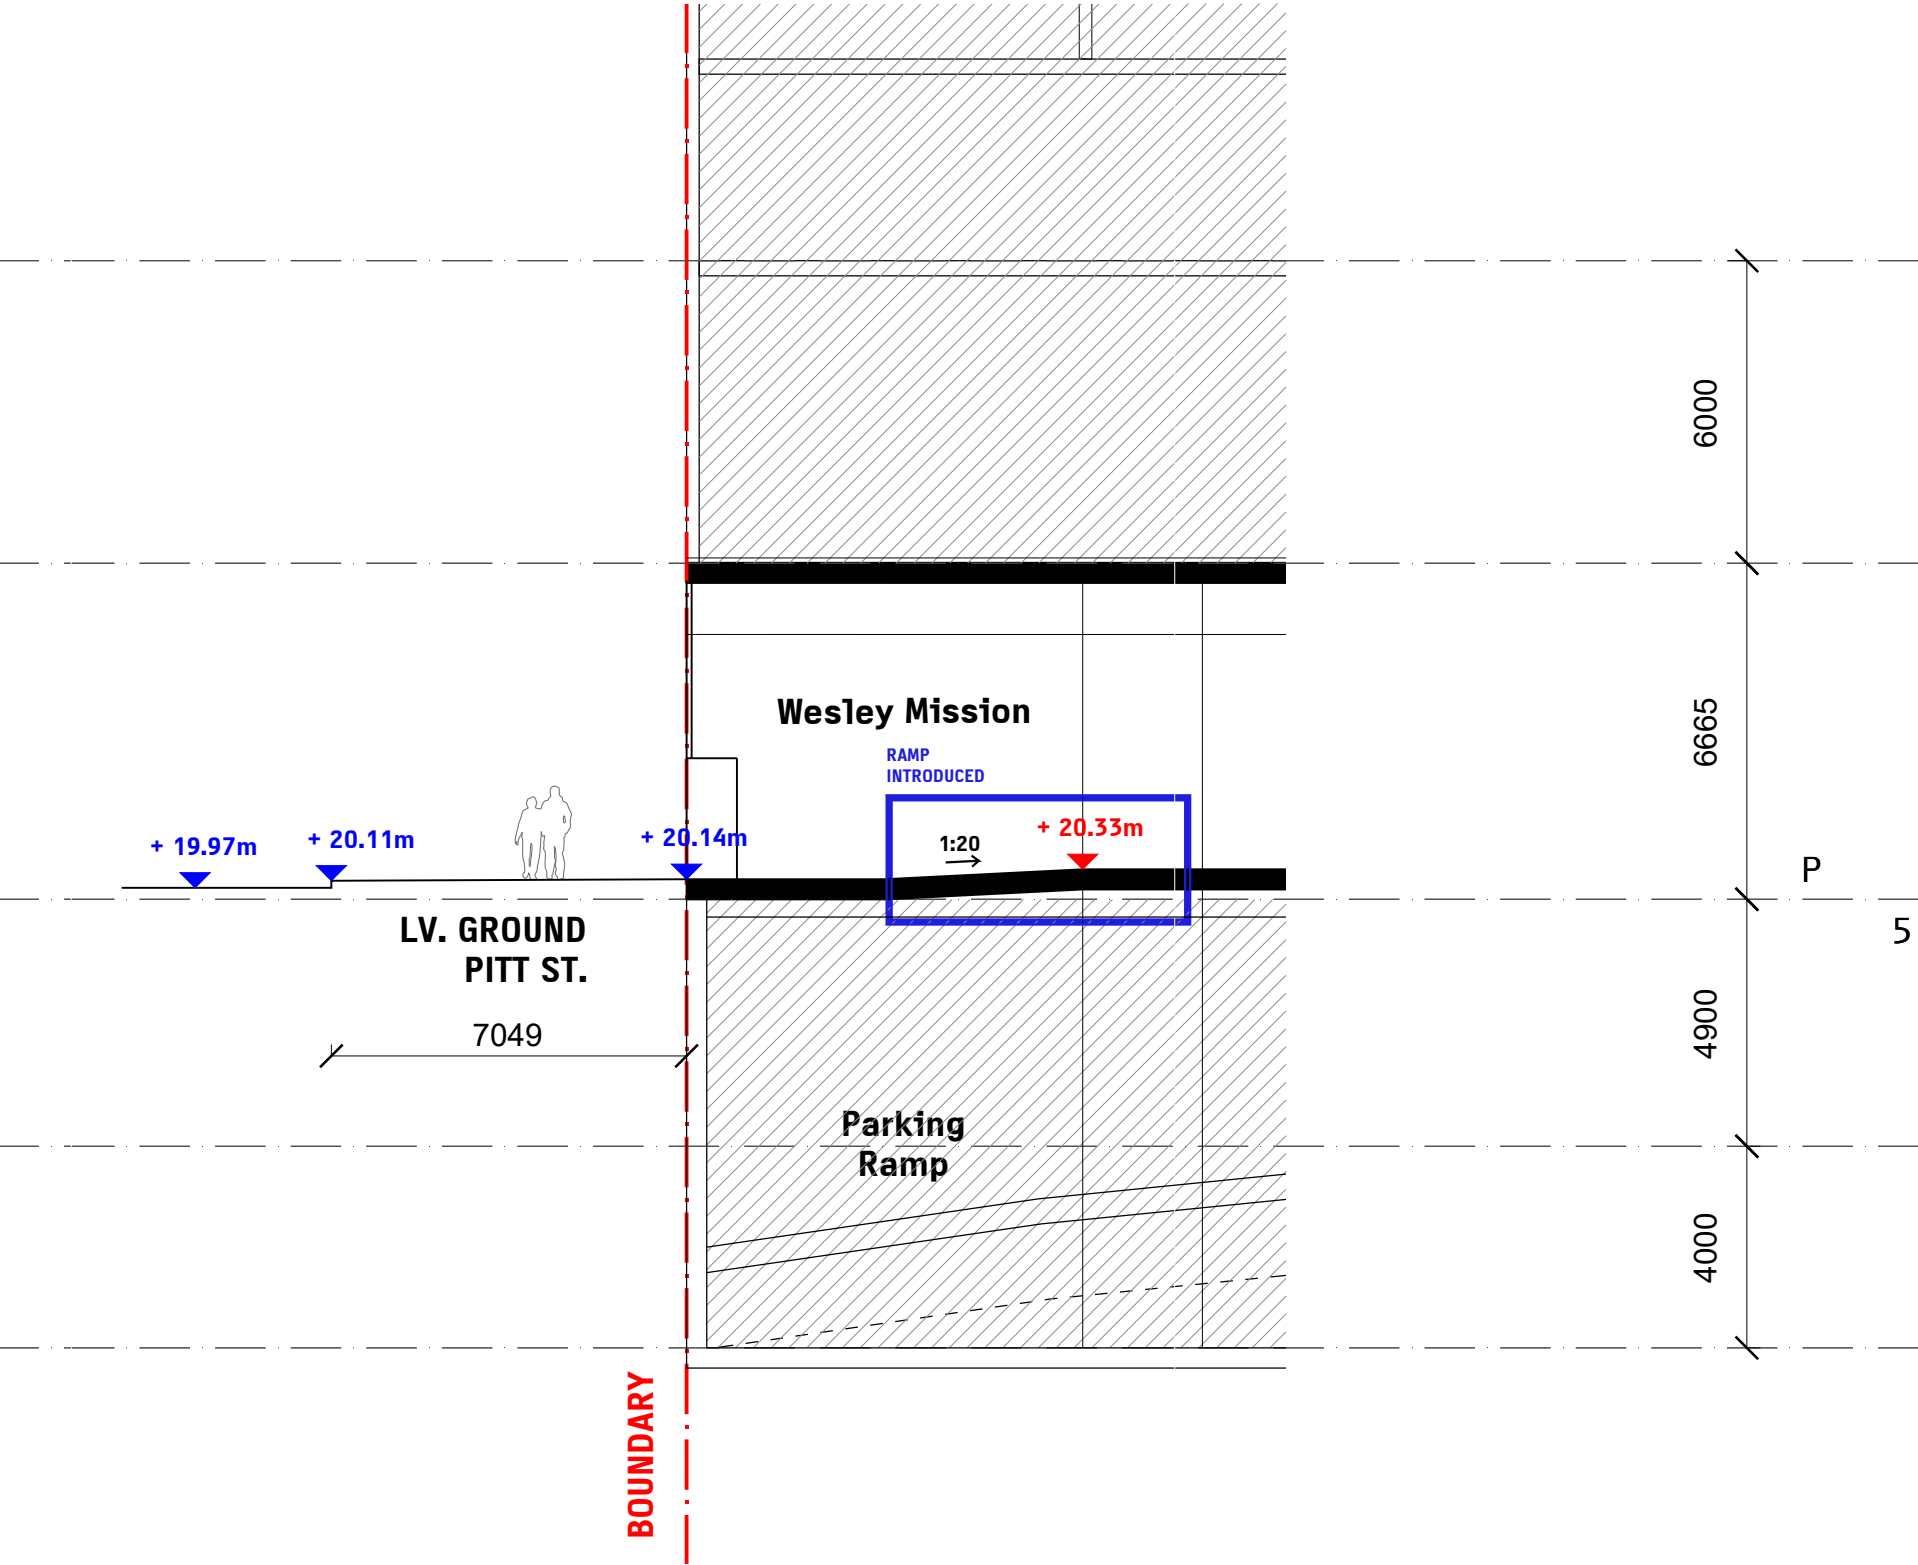 6000
6665
Wesley Mission
RAMP
INTRODUCED
+ 19.97m
+ 20.11m
+ 20.14m
1:20
+ 20.33m
P
5
LV. GROUND
PITT ST.
7049
4900
Parking
Ramp
4000
BOUNDARY